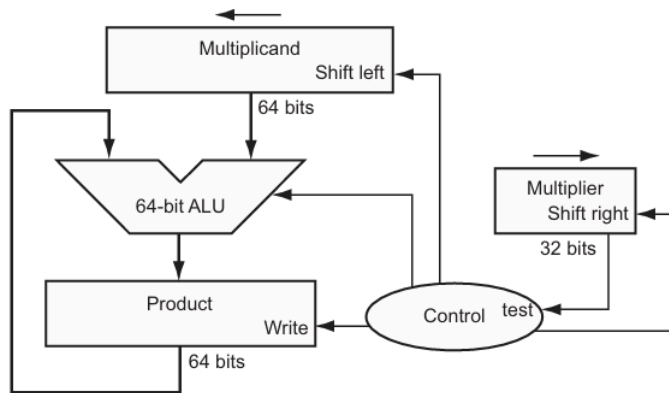 Multiplicand
Shift left
64 bits
64-bit ALU
Multiplier
Shift right
32 bits
Product
Write
Control
test
64 bits